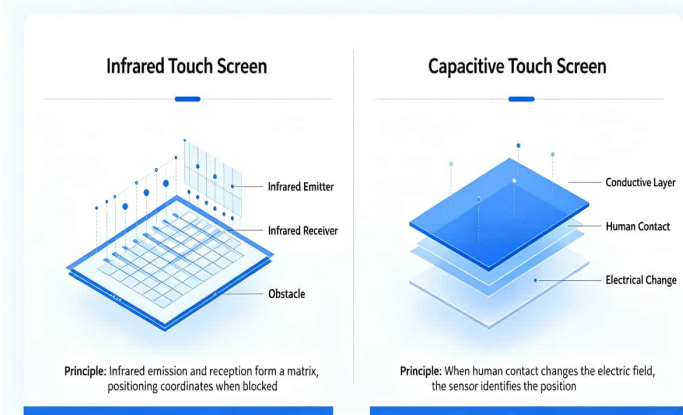 Infrared Touch Screen
Infrared Emitter
Infrared Receiver
Obstacle
Principle: Infrared emission and reception form a matrix,
positioning coordinates when blocked
Capacitive Touch Screen
Conductive Layer
Human Contact
Electrical Change
Principle: When human contact changes the electric field,
the sensor identifies the position